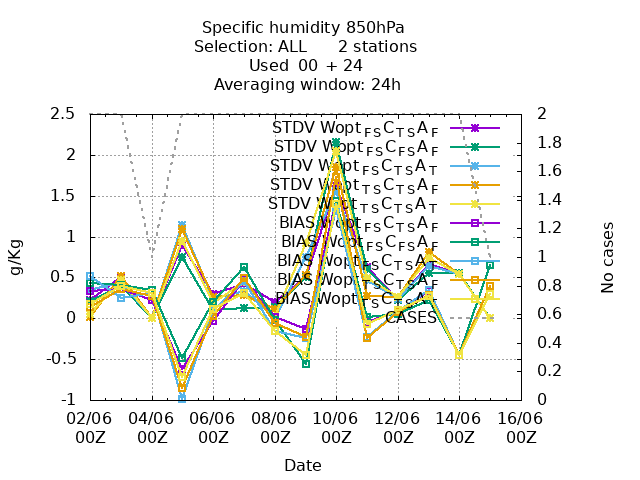 Specific humidity 850hPa
Selection: ALL 2 stations
Used 00 + 24
Averaging window: 24h
g/Kg
2.5
2
1.5
1
0.5
0
-0.5
-1
STDV Wopt FS C TS A F
STDV Wopt FS C FS A F
STDV Wopt FS C TS A T
STDV Wopt TS C TS A F
STDV Wopt TS C TS A T
BIAS Wopt FS C TS A F
BIAS Wopt FS C FS A F
BIAS Wopt FS C TS A T
BIAS Wopt TS C TS A F
BIAS Wopt TS C TS A T
CASES
2
1.8
1.6
1.4
1.2
1
0.8
0.6
0.4
0.2
0
No cases
02/06 04/06 06/06 08/06 10/06 12/06 14/06 16/06
00Z 00Z 00Z 00Z 00Z 00Z 00Z 00Z
Date